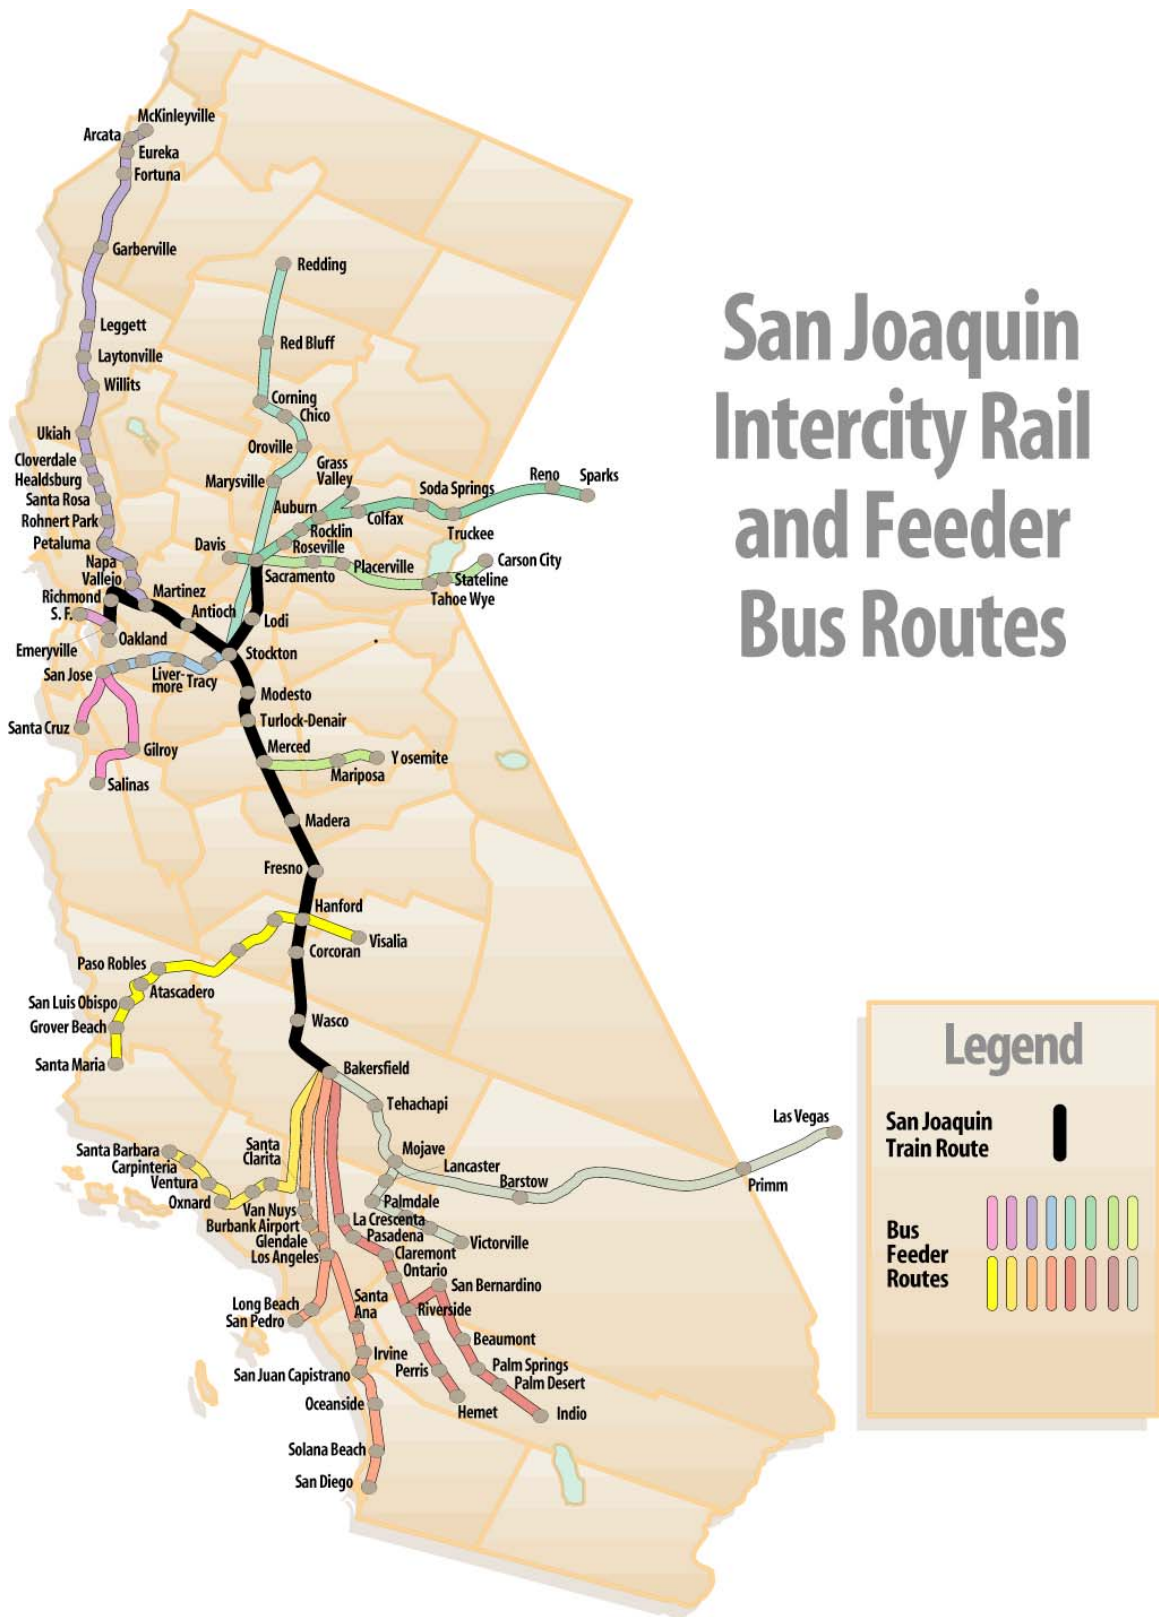 McKinleyville
Arcata
Eureka
Fortuna
Garberville
Redding
Leggett
Red Bluff
Laytonville
Willits
Corning
Chico
Ukiah
Oroville
Cloverdale
Grass
Valley
Healdsburg
Marysville
Reno
Sparks
Santa Rosa
Soda Springs
Auburn
Colfax
Rohnert Park
Rocklin
Truckee
Petaluma
Davis
Roseville
Napa
Placerville
Carson City
Vallejo
Sacramento
Stateline
Richmond
Martinez
Tahoe Wye
S. F.
Antioch
Lodi
Oakland
Emeryville
Stockton
San Jose
Liver-
more
Tracy
Modesto
Santa Cruz
Turlock-Denair
Gilroy
Merced
Yosemite
Mariposa
Salinas
Madera
Fresno
Hanford
Visalia
Corcoran
Paso Robles
Atascadero
San Luis Obispo
Grover Beach
Wasco
Santa Maria
Bakersfield
Tehachapi
Las Vegas
Santa Barbara
Santa
Clarita
Mojave
Carpinteria
Lancaster
Ventura
Barstow
Primm
Oxnard
Palmdale
Van Nuys
La Crescenta
Burbank Airport
Pasadena
Glendale
Victorville
Los Angeles
Claremont
Ontario
San Bernardino
Long Beach
Santa
Ana
Riverside
San Pedro
Beaumont
Irvine
San Juan Capistrano
Perris
Palm Springs
Palm Desert
Oceanside
Hemet
Indio
Solana Beach
San Diego
San Joaquin
Intercity Rail
and Feeder
Bus Routes
Legend
San Joaquin
Train Route
Bus
Feeder
Routes